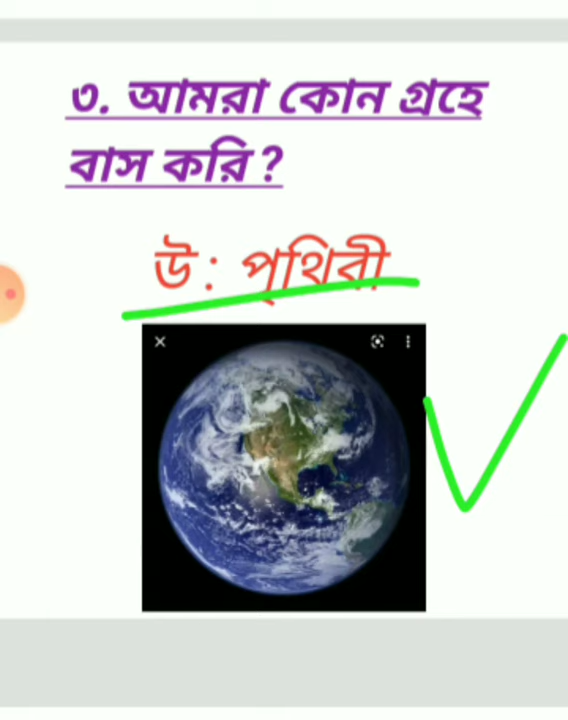 ৩. আমরা কোন গ্রহে
বাস করি ?
উ : পৃথিবী